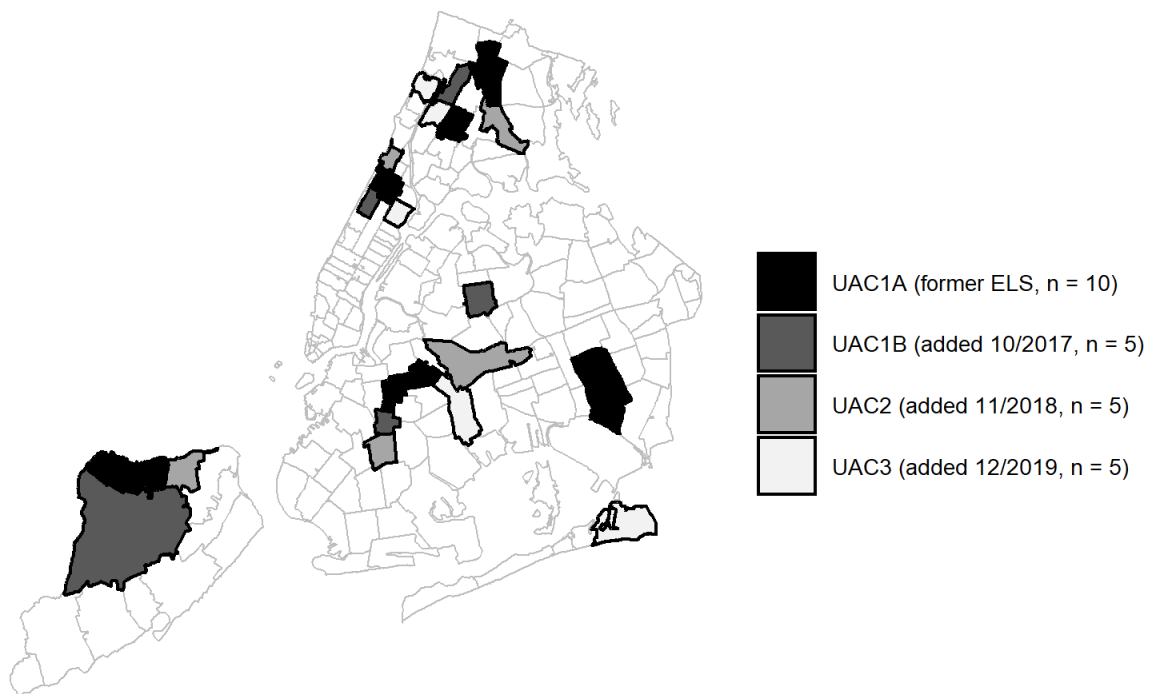 UAC1A (former ELS, n = 10)
UAC1B (added 10/2017, n = 5)
UAC2 (added 11/2018, n = 5)
UAC3 (added 12/2019, n = 5)